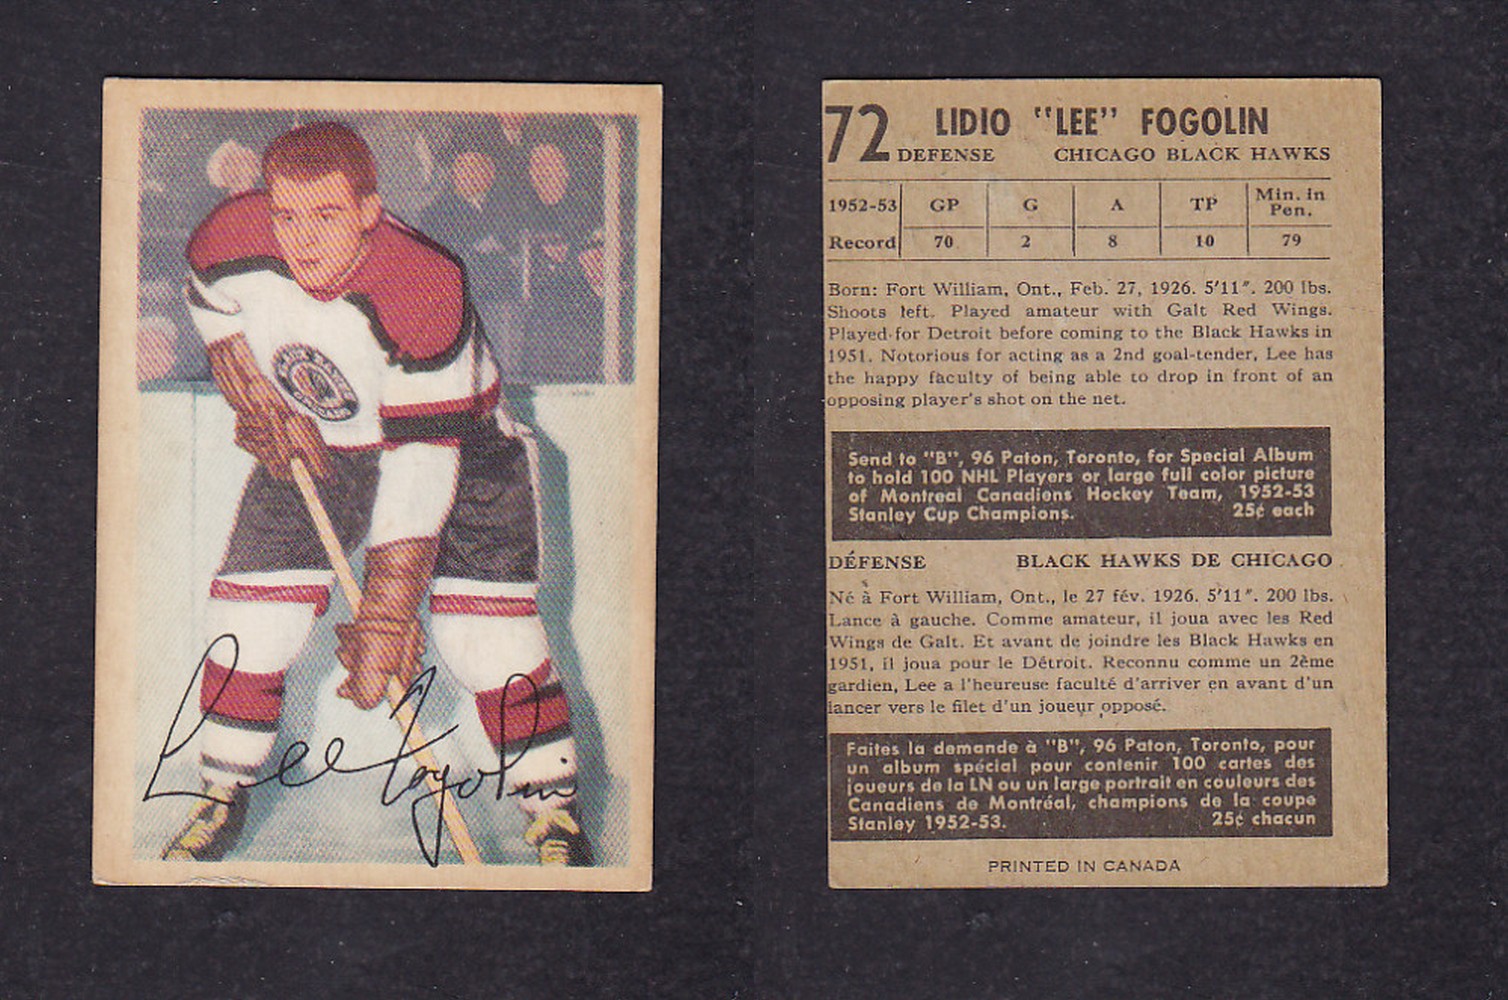 Lee Fogolin
72 LIDIO "LEE" FOGOLIN
DEFENSE CHICAGO BLACK HAWKS
1952-53 GP G A TP Min. in Pen.
Record 70 2 8 10 79
Born: Fort William, Ont., Feb. 27, 1926. 5'11". 200 lbs.
Shoots left. Played amateur with Galt Red Wings.
Played for Detroit before coming to the Black Hawks in
1951. Notorious for acting as a 2nd goal-tender, Lee has
the happy faculty of being able to drop in front of an
opposing player's shot on the net.
Send to "B", 96 Paton, Toronto, for Special Album
to hold 100 NHL Players or large full color picture
of Montreal Canadiens Hockey Team, 1952-53
Stanley Cup Champions. 25¢ each
DÉFENSE BLACK HAWKS DE CHICAGO
Né à Fort William, Ont., le 27 fév. 1926. 5'11". 200 lbs.
Lance à gauche. Comme amateur, il joua avec les Red
Wings de Galt. Et avant de joindre les Black Hawks en
1951, il joua pour le Détroit. Reconnu comme un 2ème
gardien, Lee a l'heureuse faculté d'arriver en avant d'un
lancer vers le filet d'un joueur opposé.
Faites la demande à "B", 96 Paton, Toronto, pour
un album spécial pour contenir 100 cartes des
joueurs de la LN ou un large portrait en couleurs des
Canadiens de Montréal, champions de la coupe
Stanley 1952-53. 25¢ chacun
PRINTED IN CANADA